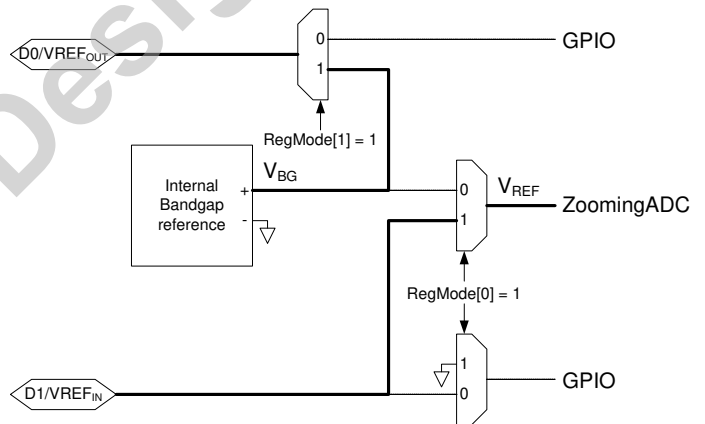 Desig
D0/VREFOUT
0
1
GPIO
RegMode[1] = 1
Internal
Bandgap
reference
+
-
VBG
0
1
VREF
ZoomingADC
RegMode[0] = 1
D1/VREFIN
1
0
GPIO